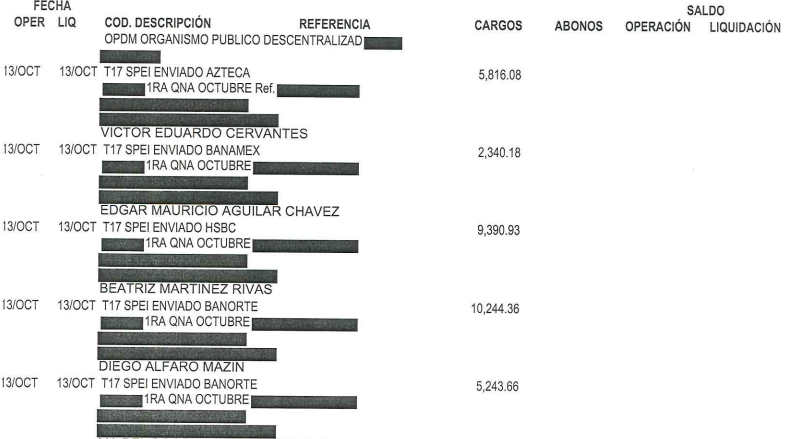 FECHA SALDO
OPER LIQ COD. DESCRIPCIÓN REFERENCIA CARGOS ABONOS OPERACIÓN LIQUIDACIÓN
OPDM ORGANISMO PUBLICO DESCENTRALIZAD
13/OCT 13/OCT T17 SPEI ENVIADO AZTECA 5,816.08
1RA QNA OCTUBRE Ref.
VICTOR EDUARDO CERVANTES
13/OCT 13/OCT T17 SPEI ENVIADO BANAMEX 2,340.18
1RA QNA OCTUBRE
EDGAR MAURICIO AGUILAR CHAVEZ
13/OCT 13/OCT T17 SPEI ENVIADO HSBC 9,390.93
1RA QNA OCTUBRE
BEATRIZ MARTINEZ RIVAS
13/OCT 13/OCT T17 SPEI ENVIADO BANORTE 10,244.36
1RA QNA OCTUBRE
DIEGO ALFARO MAZIN
13/OCT 13/OCT T17 SPEI ENVIADO BANORTE 5,243.66
1RA QNA OCTUBRE